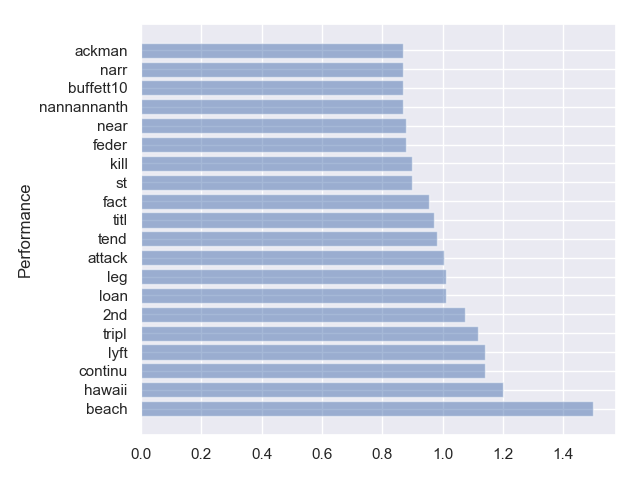 ackman
narr
buffett10
nannannanth
near
feder
kill
st
fact
titl
tend
attack
leg
loan
2nd
tripl
lyft
continu
hawaii
beach
Performance
0.0 0.2 0.4 0.6 0.8 1.0 1.2 1.4